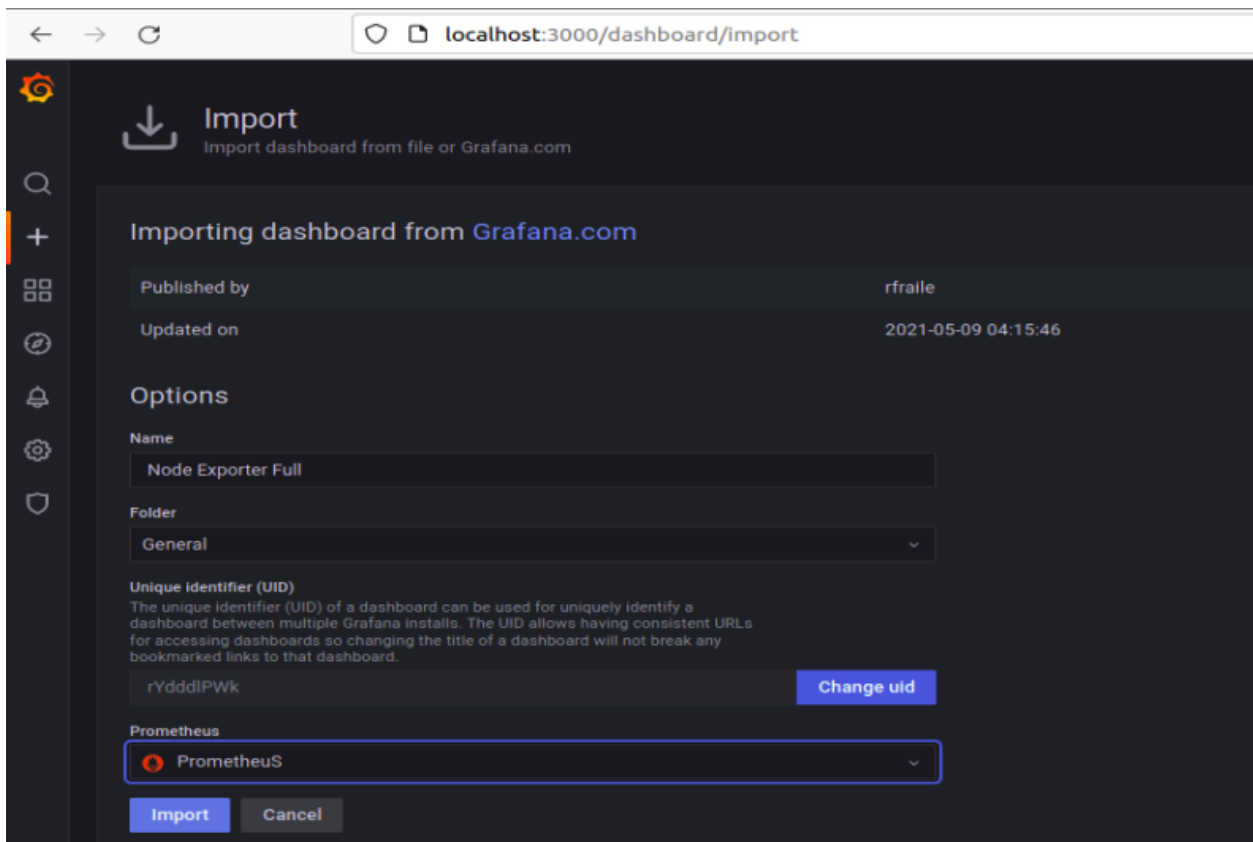 localhost:3000/dashboard/import
Import
Import dashboard from file or Grafana.com
Importing dashboard from Grafana.com
Published by rfraile
Updated on 2021-05-09 04:15:46
Options
Name
Node Exporter Full
Folder
General
Unique identifier (UID)
The unique identifier (UID) of a dashboard can be used for uniquely identify a
dashboard between multiple Grafana installs. The UID allows having consistent URLs
for accessing dashboards so changing the title of a dashboard will not break any
bookmarked links to that dashboard.
rYdddlPWk Change uid
Prometheus
PrometheuS
Import Cancel